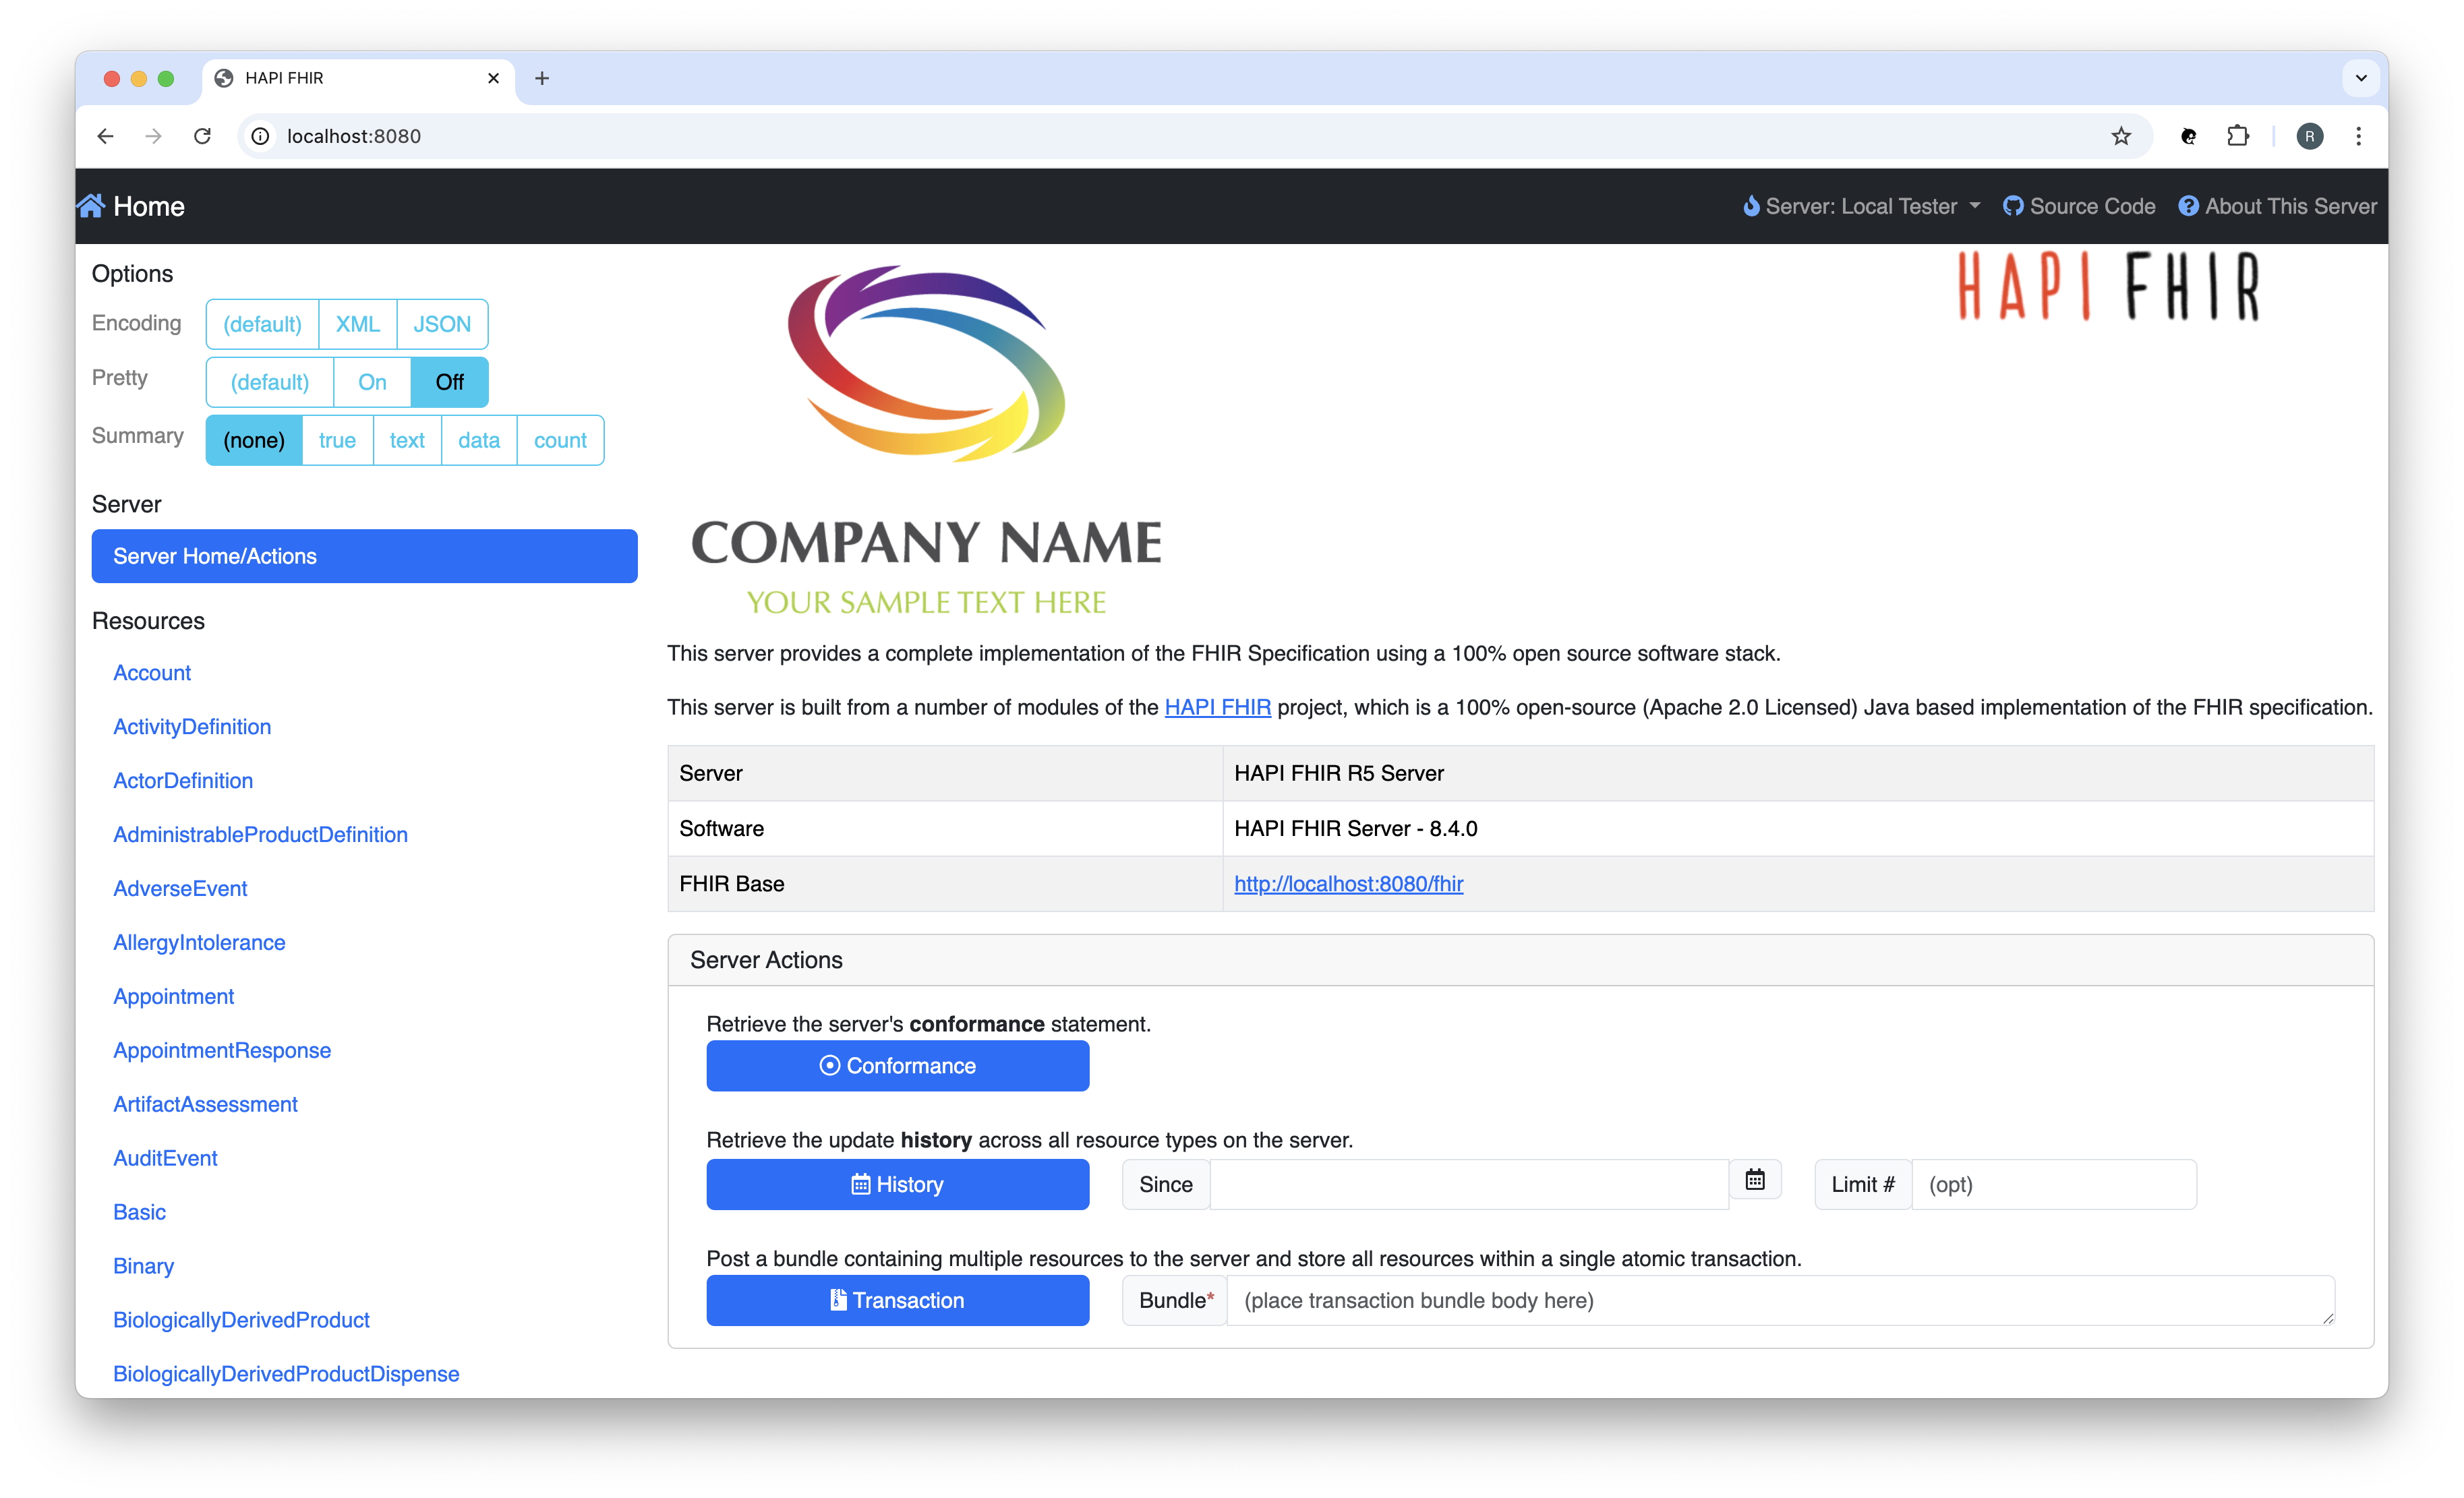 HAPI FHIR
localhost:8080
R
Home
Server: Local Tester
Source Code
About This Server
Options
Encoding
(default) XML JSON
Pretty
(default) On Off
Summary
(none) true text data count
Server
Server Home/Actions
Resources
Account
ActivityDefinition
ActorDefinition
AdministrableProductDefinition
AdverseEvent
AllergyIntolerance
Appointment
AppointmentResponse
ArtifactAssessment
AuditEvent
Basic
Binary
BiologicallyDerivedProduct
BiologicallyDerivedProductDispense
HAPI FHIR
COMPANY NAME
YOUR SAMPLE TEXT HERE
This server provides a complete implementation of the FHIR Specification using a 100% open source software stack.
This server is built from a number of modules of the HAPI FHIR project, which is a 100% open-source (Apache 2.0 Licensed) Java based implementation of the FHIR specification.
Server HAPI FHIR R5 Server
Software HAPI FHIR Server - 8.4.0
FHIR Base http://localhost:8080/fhir
Server Actions
Retrieve the server's conformance statement.
Conformance
Retrieve the update history across all resource types on the server.
History Since Limit # (opt)
Post a bundle containing multiple resources to the server and store all resources within a single atomic transaction.
Transaction Bundle* (place transaction bundle body here)